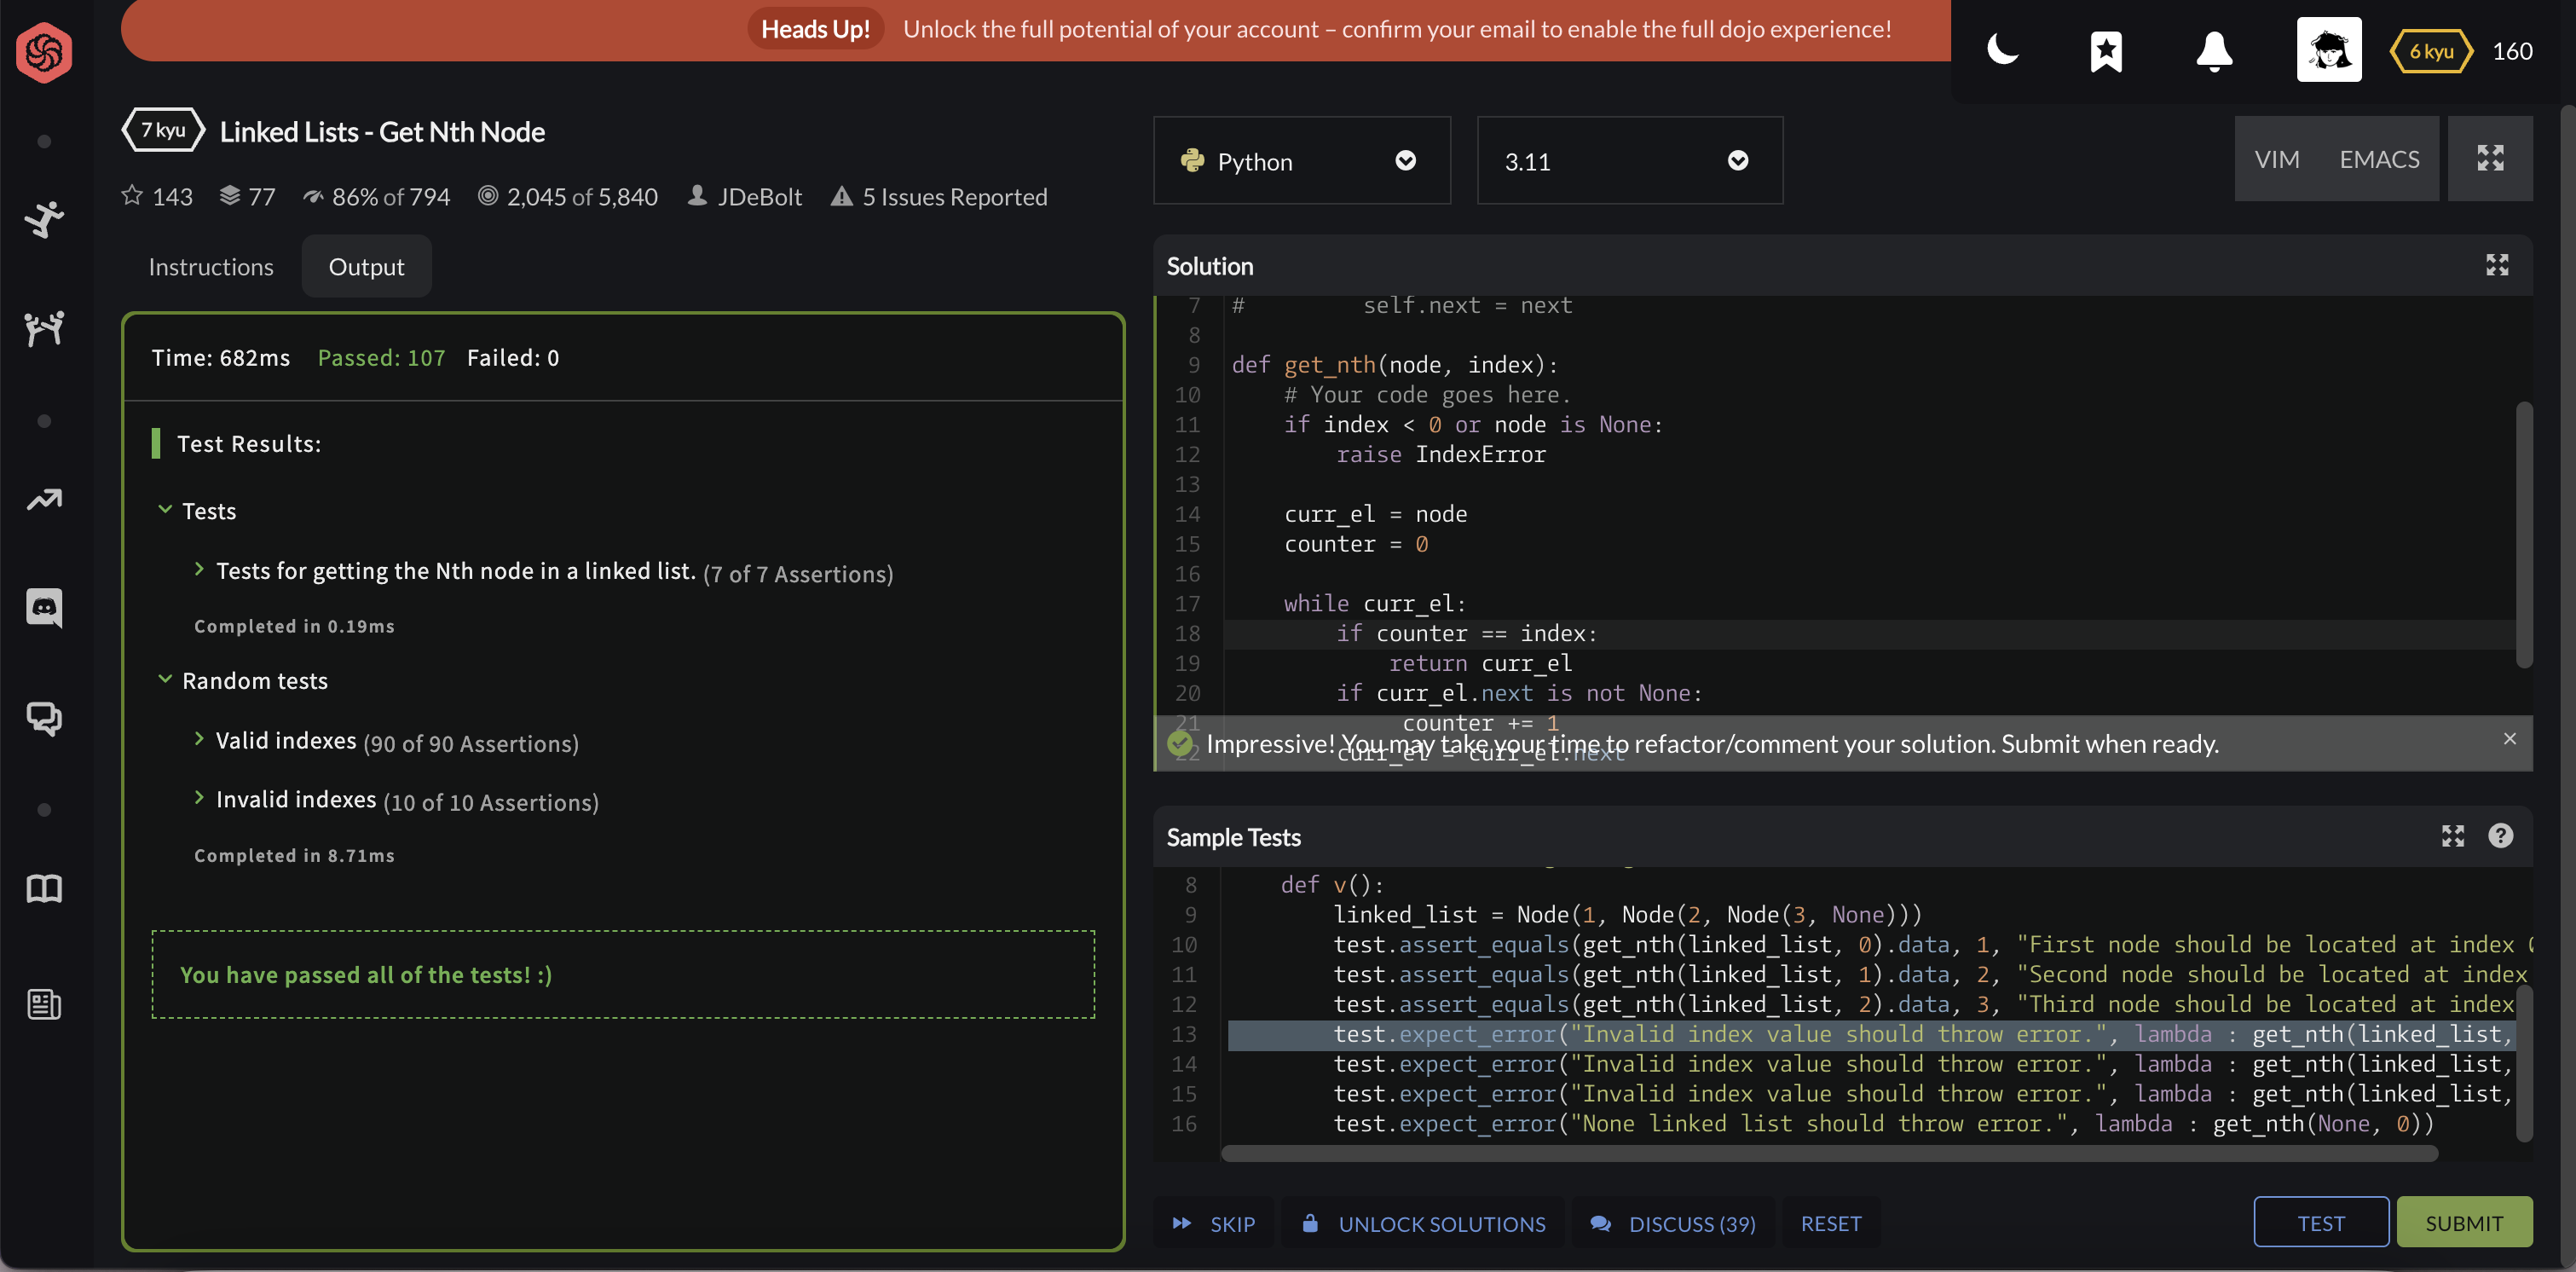 Heads Up! Unlock the full potential of your account – confirm your email to enable the full dojo experience!
6 kyu 160
7 kyu Linked Lists - Get Nth Node
143 77 86% of 794 2,045 of 5,840 JDeBolt 5 Issues Reported
Instructions Output
Time: 682ms Passed: 107 Failed: 0
Test Results:
Tests
Tests for getting the Nth node in a linked list. (7 of 7 Assertions)
Completed in 0.19ms
Random tests
Valid indexes (90 of 90 Assertions)
Invalid indexes (10 of 10 Assertions)
Completed in 8.71ms
You have passed all of the tests! :)
Python 3.11 VIM EMACS
Solution
7 # self.next = next
8
9 def get_nth(node, index):
10 # Your code goes here.
11 if index < 0 or node is None:
12 raise IndexError
13
14 curr_el = node
15 counter = 0
16
17 while curr_el:
18 if counter == index:
19 return curr_el
20 if curr_el.next is not None:
21 counter += 1
22 curr_el = curr_el.next
Impressive! You may take your time to refactor/comment your solution. Submit when ready.
Sample Tests
8 def v():
9 linked_list = Node(1, Node(2, Node(3, None)))
10 test.assert_equals(get_nth(linked_list, 0).data, 1, "First node should be located at index
11 test.assert_equals(get_nth(linked_list, 1).data, 2, "Second node should be located at index
12 test.assert_equals(get_nth(linked_list, 2).data, 3, "Third node should be located at index
13 test.expect_error("Invalid index value should throw error.", lambda : get_nth(linked_list,
14 test.expect_error("Invalid index value should throw error.", lambda : get_nth(linked_list,
15 test.expect_error("Invalid index value should throw error.", lambda : get_nth(linked_list,
16 test.expect_error("None linked list should throw error.", lambda : get_nth(None, 0))
SKIP UNLOCK SOLUTIONS DISCUSS (39) RESET TEST SUBMIT